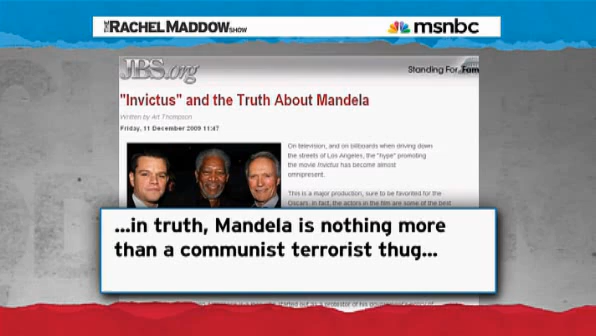 THE RACHEL MADDOW SHOW
msnbc
JBS.org
Standing For Fam
"Invictus" and the Truth About Mandela
Written by Art Thompson
Friday, 11 December 2009 11:47
On television, and on billboards when driving down
the streets of Los Angeles, the "hype" promoting
the movie Invictus has become almost
omnipresent.
This is a major production, sure to be favorited for the
Oscars. In fact, the actors in the film are some of the best
...in truth, Mandela is nothing more
than a communist terrorist thug...